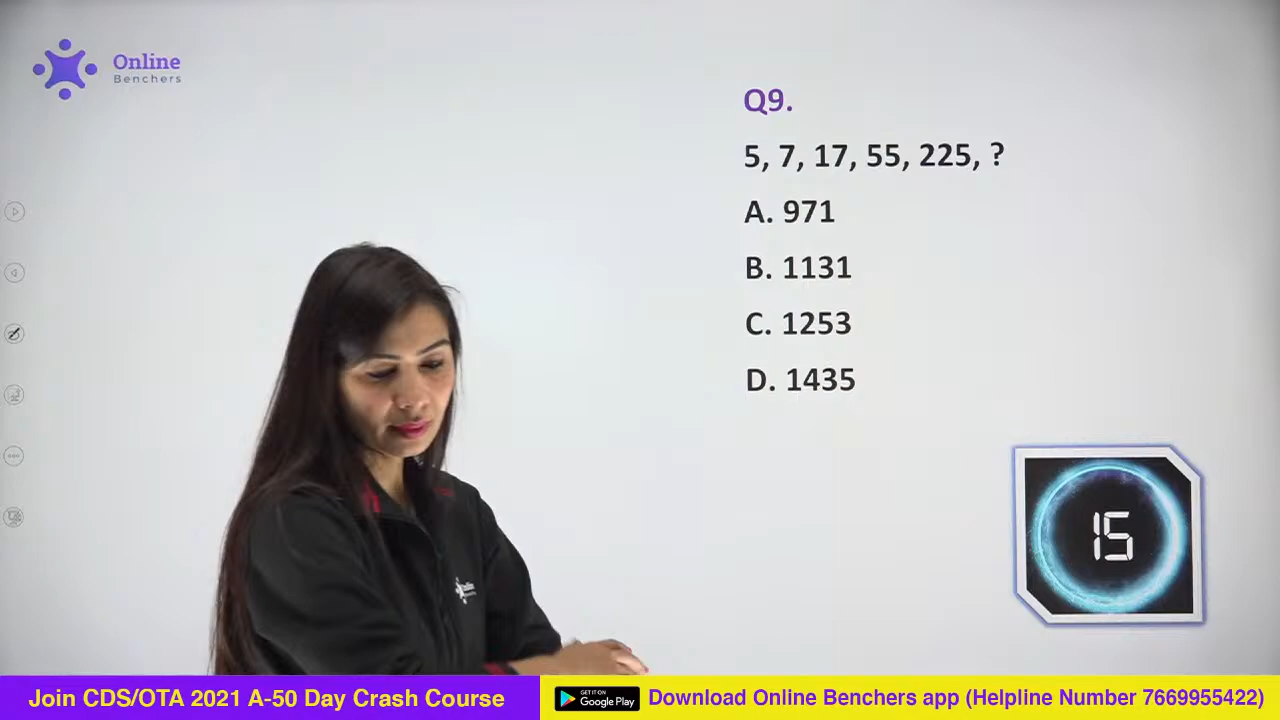 Online
Benchers
Q9.
5, 7, 17, 55, 225, ?
A. 971
B. 1131
C. 1253
D. 1435
15
Join CDS/OTA 2021 A-50 Day Crash Course
GET IT ON
Google Play
Download Online Benchers app (Helpline Number 7669955422)